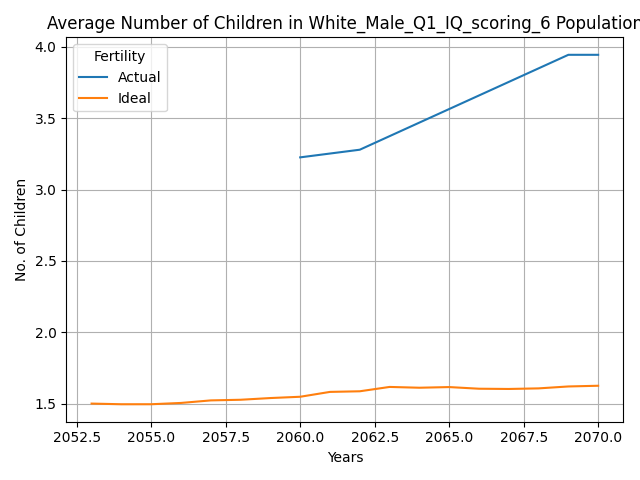 Average Number of Children in White_Male_Q1_IQ_scoring_6 Population
Fertility
Actual
Ideal
4.0
3.5
3.0
2.5
2.0
1.5
No. of Children
2052.5 2055.0 2057.5 2060.0 2062.5 2065.0 2067.5 2070.0
Years